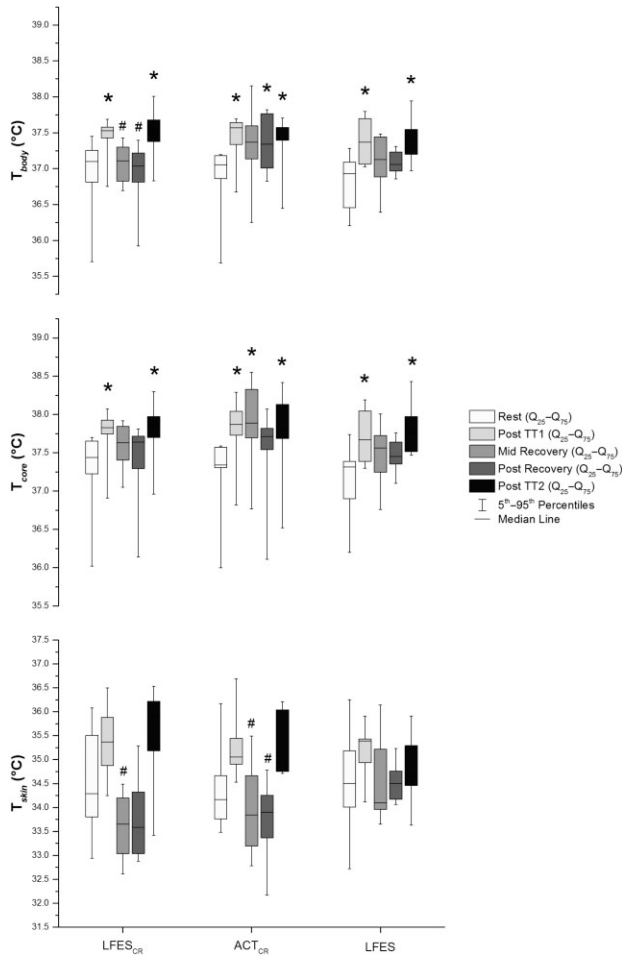 T_body (°C)
39.0
38.5
38.0
37.5
37.0
36.5
36.0
35.5
* # # *
* * *
* *
T_core (°C)
39.0
38.5
38.0
37.5
37.0
36.5
36.0
35.5
* *
* * *
* *
Rest (Q25–Q75)
Post TT1 (Q25–Q75)
Mid Recovery (Q25–Q75)
Post Recovery (Q25–Q75)
Post TT2 (Q25–Q75)
5th–95th Percentiles
Median Line
T_skin (°C)
37.5
37.0
36.5
36.0
35.5
35.0
34.5
34.0
33.5
33.0
32.5
32.0
31.5
#
# #
LFES_CR ACT_CR LFES